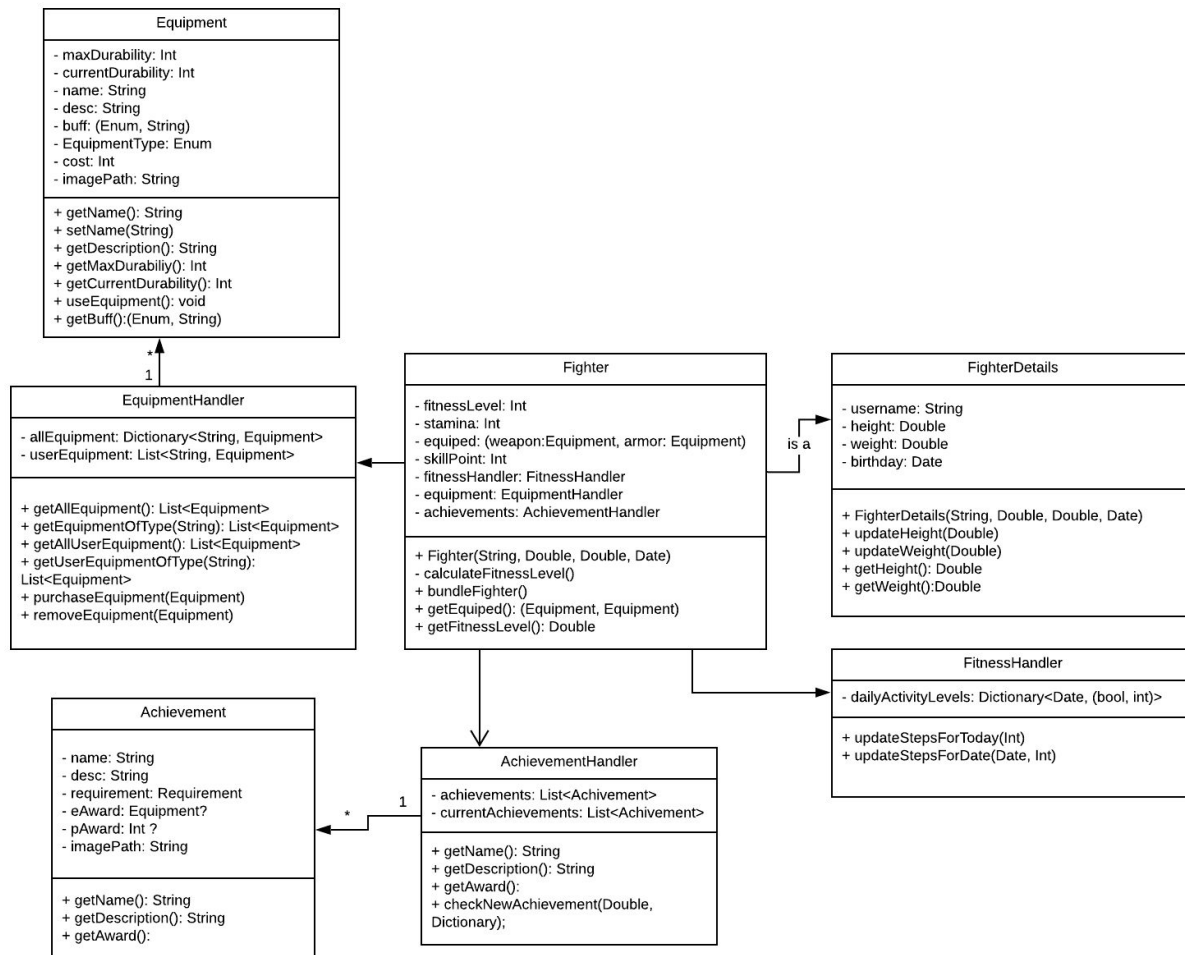 Equipment
- maxDurability: Int
- currentDurability: Int
- name: String
- desc: String
- buff: (Enum, String)
- EquipmentType: Enum
- cost: Int
- imagePath: String
+ getName(): String
+ setName(String)
+ getDescription(): String
+ getMaxDurabiliy(): Int
+ getCurrentDurability(): Int
+ useEquipment(): void
+ getBuff():(Enum, String)
*
1
EquipmentHandler
- allEquipment: Dictionary<String, Equipment>
- userEquipment: List<String, Equipment>
+ getAllEquipment(): List<Equipment>
+ getEquipmentOfType(String): List<Equipment>
+ getAllUserEquipment(): List<Equipment>
+ getUserEquipmentOfType(String):
List<Equipment>
+ purchaseEquipment(Equipment)
+ removeEquipment(Equipment)
Fighter
- fitnessLevel: Int
- stamina: Int
- equiped: (weapon:Equipment, armor: Equipment)
- skillPoint: Int
- fitnessHandler: FitnessHandler
- equipment: EquipmentHandler
- achievements: AchievementHandler
+ Fighter(String, Double, Double, Date)
- calculateFitnessLevel()
+ bundleFighter()
+ getEquiped(): (Equipment, Equipment)
+ getFitnessLevel(): Double
is a
FighterDetails
- username: String
- height: Double
- weight: Double
- birthday: Date
+ FighterDetails(String, Double, Double, Date)
+ updateHeight(Double)
+ updateWeight(Double)
+ getHeight(): Double
+ getWeight():Double
FitnessHandler
- dailyActivityLevels: Dictionary<Date, (bool, int)>
+ updateStepsForToday(Int)
+ updateStepsForDate(Date, Int)
Achievement
- name: String
- desc: String
- requirement: Requirement
- eAward: Equipment?
- pAward: Int ?
- imagePath: String
+ getName(): String
+ getDescription(): String
+ getAward():
*
1
AchievementHandler
- achievements: List<Achivement>
- currentAchievements: List<Achivement>
+ getName(): String
+ getDescription(): String
+ getAward():
+ checkNewAchievement(Double,
Dictionary);